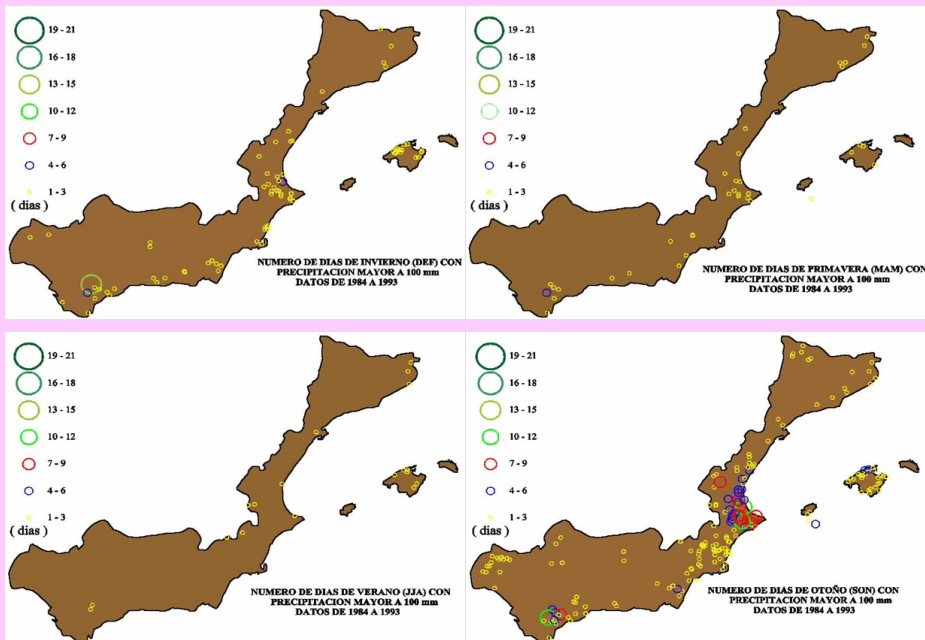 19 - 21
16 - 18
13 - 15
10 - 12
7 - 9
4 - 6
1 - 3
( dias )
NUMERO DE DIAS DE INVIERNO (DEF) CON
PRECIPITACION MAYOR A 100 mm
DATOS DE 1984 A 1993
19 - 21
16 - 18
13 - 15
10 - 12
7 - 9
4 - 6
1 - 3
( dias )
NUMERO DE DIAS DE PRIMAVERA (MAM) CON
PRECIPITACION MAYOR A 100 mm
DATOS DE 1984 A 1993
19 - 21
16 - 18
13 - 15
10 - 12
7 - 9
4 - 6
1 - 3
( dias )
NUMERO DE DIAS DE VERANO (JJA) CON
PRECIPITACION MAYOR A 100 mm
DATOS DE 1984 A 1993
19 - 21
16 - 18
13 - 15
10 - 12
7 - 9
4 - 6
1 - 3
( dias )
NUMERO DE DIAS DE OTOÑO (SON) CON
PRECIPITACION MAYOR A 100 mm
DATOS DE 1984 A 1993